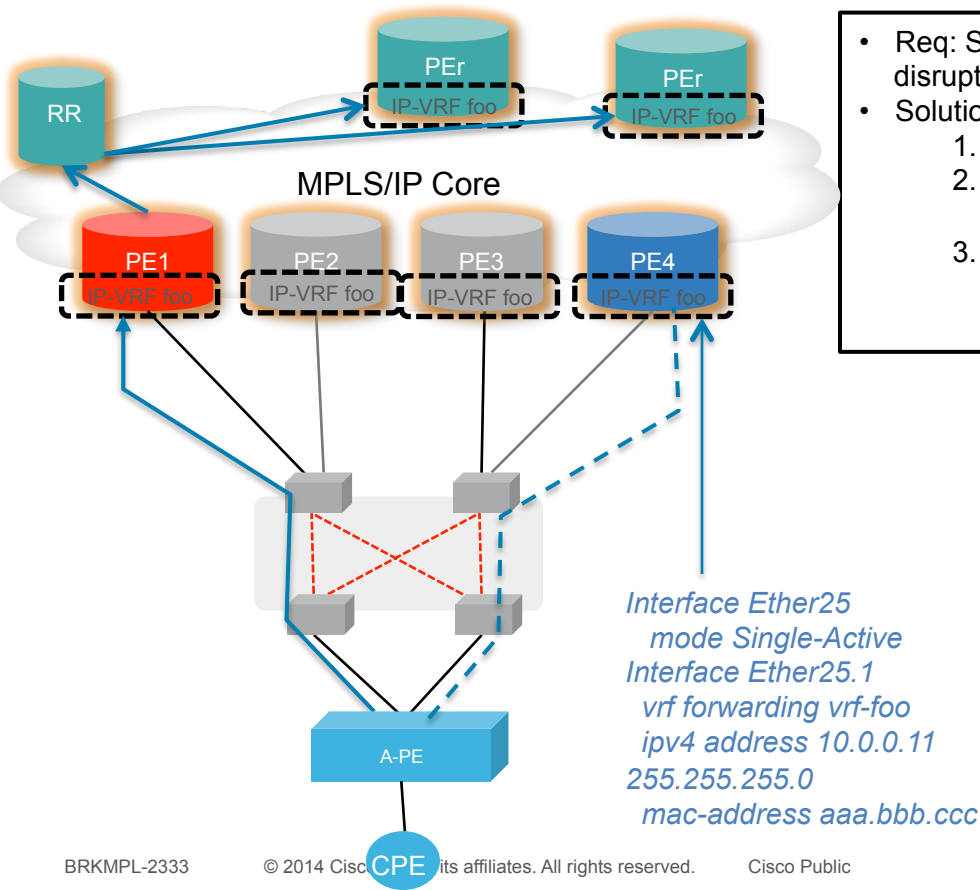 PEr
IP-VRF foo
PEr
IP-VRF foo
RR
• Req: S
disrupt
• Solutio
1.
2.
3.
MPLS/IP Core
PE1
IP-VRF foo
PE2
IP-VRF foo
PE3
IP-VRF foo
PE4
IP-VRF foo
Interface Ether25
mode Single-Active
Interface Ether25.1
vrf forwarding vrf-foo
ipv4 address 10.0.0.11
255.255.255.0
mac-address aaa.bbb.ccc
A-PE
CPE
BRKMPL-2333 © 2014 Cisc its affiliates. All rights reserved. Cisco Public